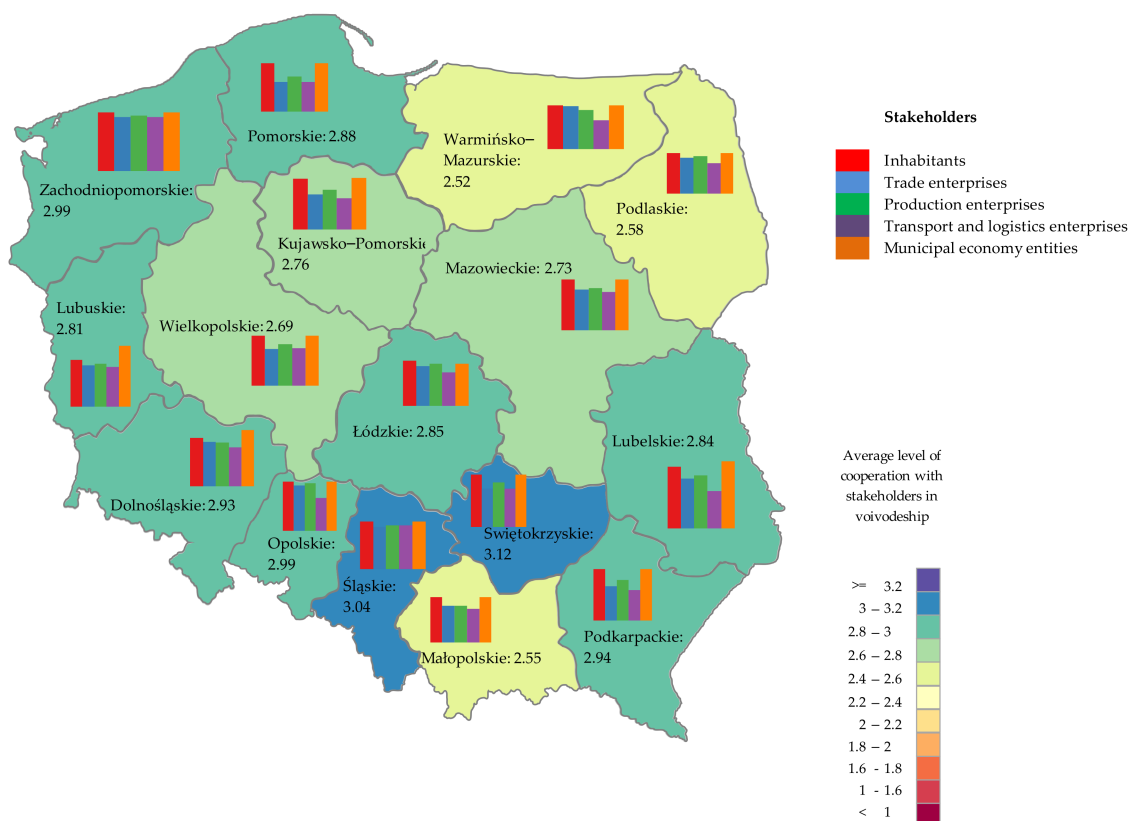 Pomorskie: 2.88
Zachodniopomorskie:
2.99
Warmińsko–
Mazurskie:
2.52
Podlaskie:
2.58
Kujawsko–Pomorskie
2.76
Mazowieckie: 2.73
Lubuskie:
2.81
Wielkopolskie: 2.69
Łódzkie: 2.85
Lubelskie: 2.84
Dolnośląskie: 2.93
Opolskie:
2.99
Śląskie:
3.04
Swiętokrzyskie:
3.12
Małopolskie: 2.55
Podkarpackie:
2.94
Stakeholders
Inhabitants
Trade enterprises
Production enterprises
Transport and logistics enterprises
Municipal economy entities
Average level of
cooperation with
stakeholders in
voivodeship
>= 3.2
3 – 3.2
2.8 – 3
2.6 – 2.8
2.4 – 2.6
2.2 – 2.4
2 – 2.2
1.8 – 2
1.6 - 1.8
1 - 1.6
< 1